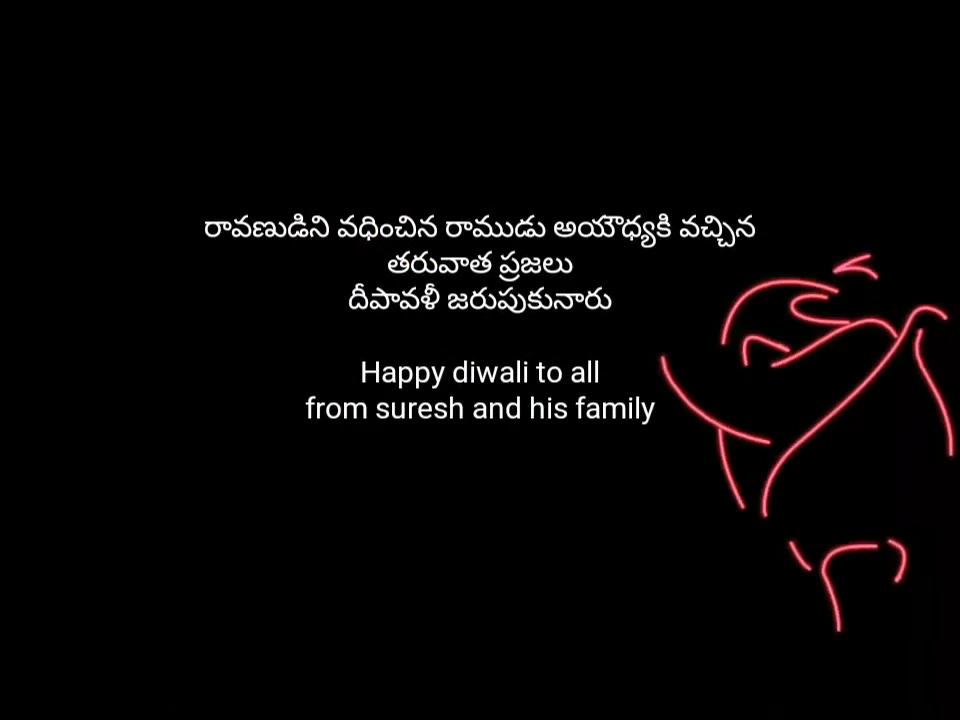 రావణుడిని వధించిన రాముడు అయౌధ్యకి వచ్చిన
తరువాత ప్రజలు
దీపావళీ జరుపుకునారు
Happy diwali to all
from suresh and his family